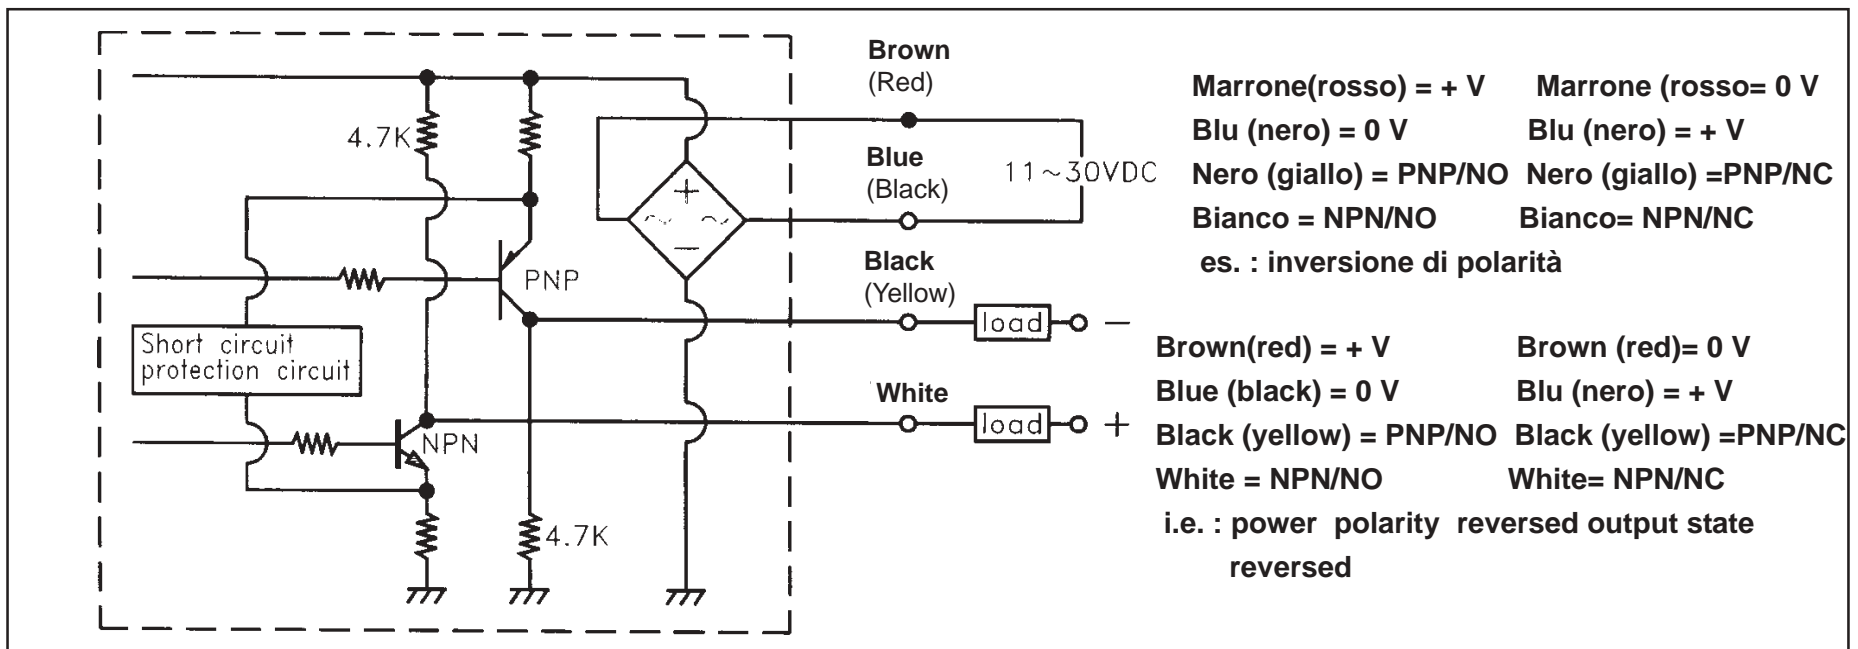 4.7K
PNP
Short circuit
protection circuit
NPN
4.7K
Brown
(Red)
Blue
(Black)
11~30VDC
Black
(Yellow)
load
White
load
Marrone(rosso) = + V Marrone (rosso= 0 V
Blu (nero) = 0 V Blu (nero) = + V
Nero (giallo) = PNP/NO Nero (giallo) =PNP/NC
Bianco = NPN/NO Bianco= NPN/NC
es. : inversione di polarità
Brown(red) = + V Brown (red)= 0 V
Blue (black) = 0 V Blu (nero) = + V
Black (yellow) = PNP/NO Black (yellow) =PNP/NC
White = NPN/NO White= NPN/NC
i.e. : power polarity reversed output state
reversed